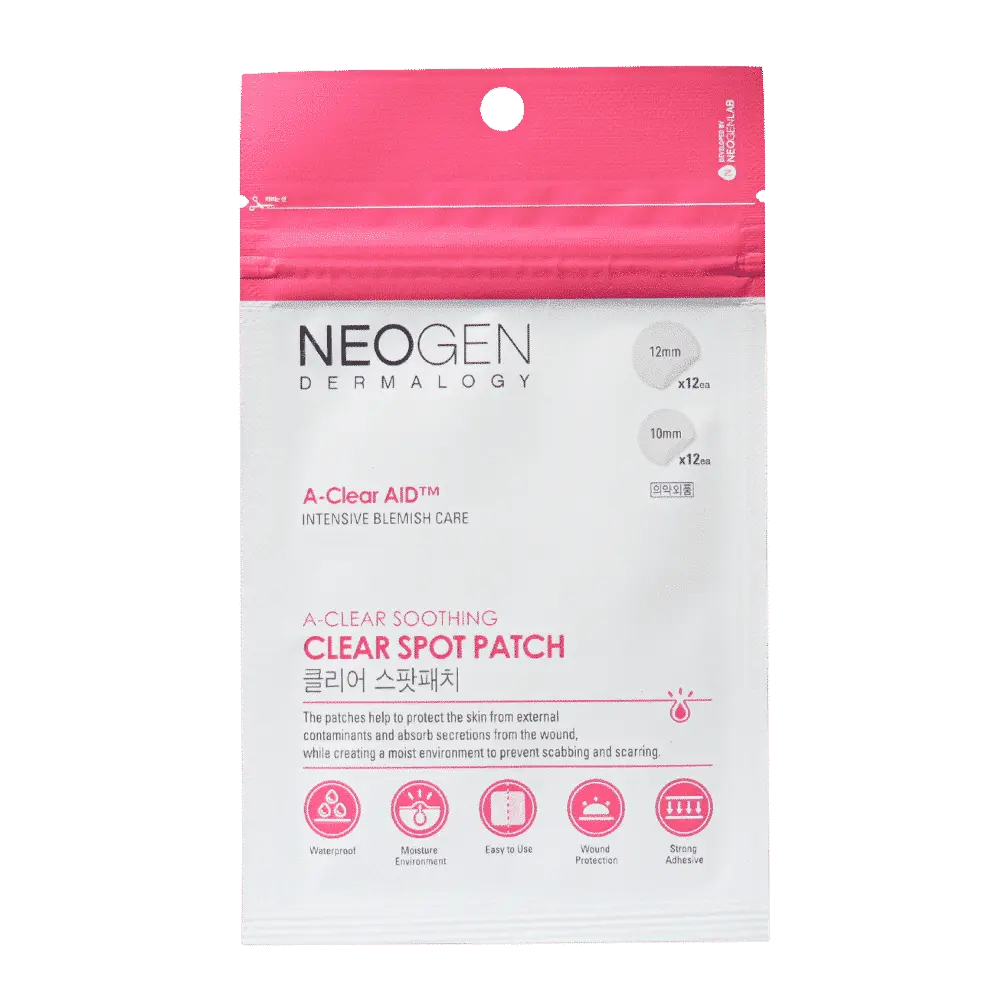 DEVELOPED BY
NEOGENLAB
NEOGEN
DERMALOGY
12mm
x12ea
10mm
x12ea
의약외품
A-Clear AID™
INTENSIVE BLEMISH CARE
A-CLEAR SOOTHING
CLEAR SPOT PATCH
클리어 스팟패치
The patches help to protect the skin from external
contaminants and absorb secretions from the wound,
while creating a moist environment to prevent scabbing and scarring.
Waterproof
Moisture
Environment
Easy to Use
Wound
Protection
Strong
Adhesive